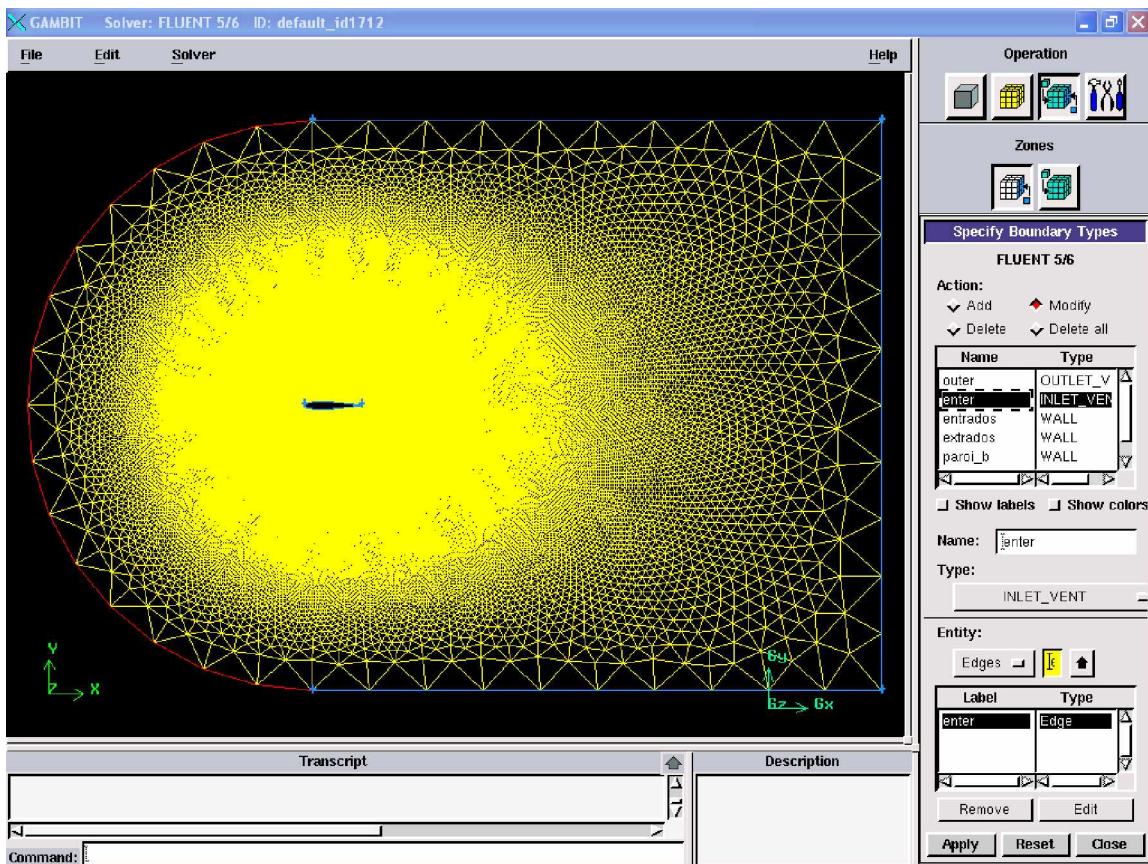 GAMBIT Solver: FLUENT 5/6 ID: default_id1712
File Edit Solver Help
Y
Z X
Gy
Gz Gx
Transcript
Description
Command:
Operation
Zones
Specify Boundary Types
FLUENT 5/6
Action:
Add Modify
Delete Delete all
Name Type
outer OUTLET_V
enter INLET_VEN
entrados WALL
extrados WALL
paroi_b WALL
Show labels Show colors
Name: enter
Type:
INLET_VENT
Entity:
Edges
Label Type
enter Edge
Remove Edit
Apply Reset Close